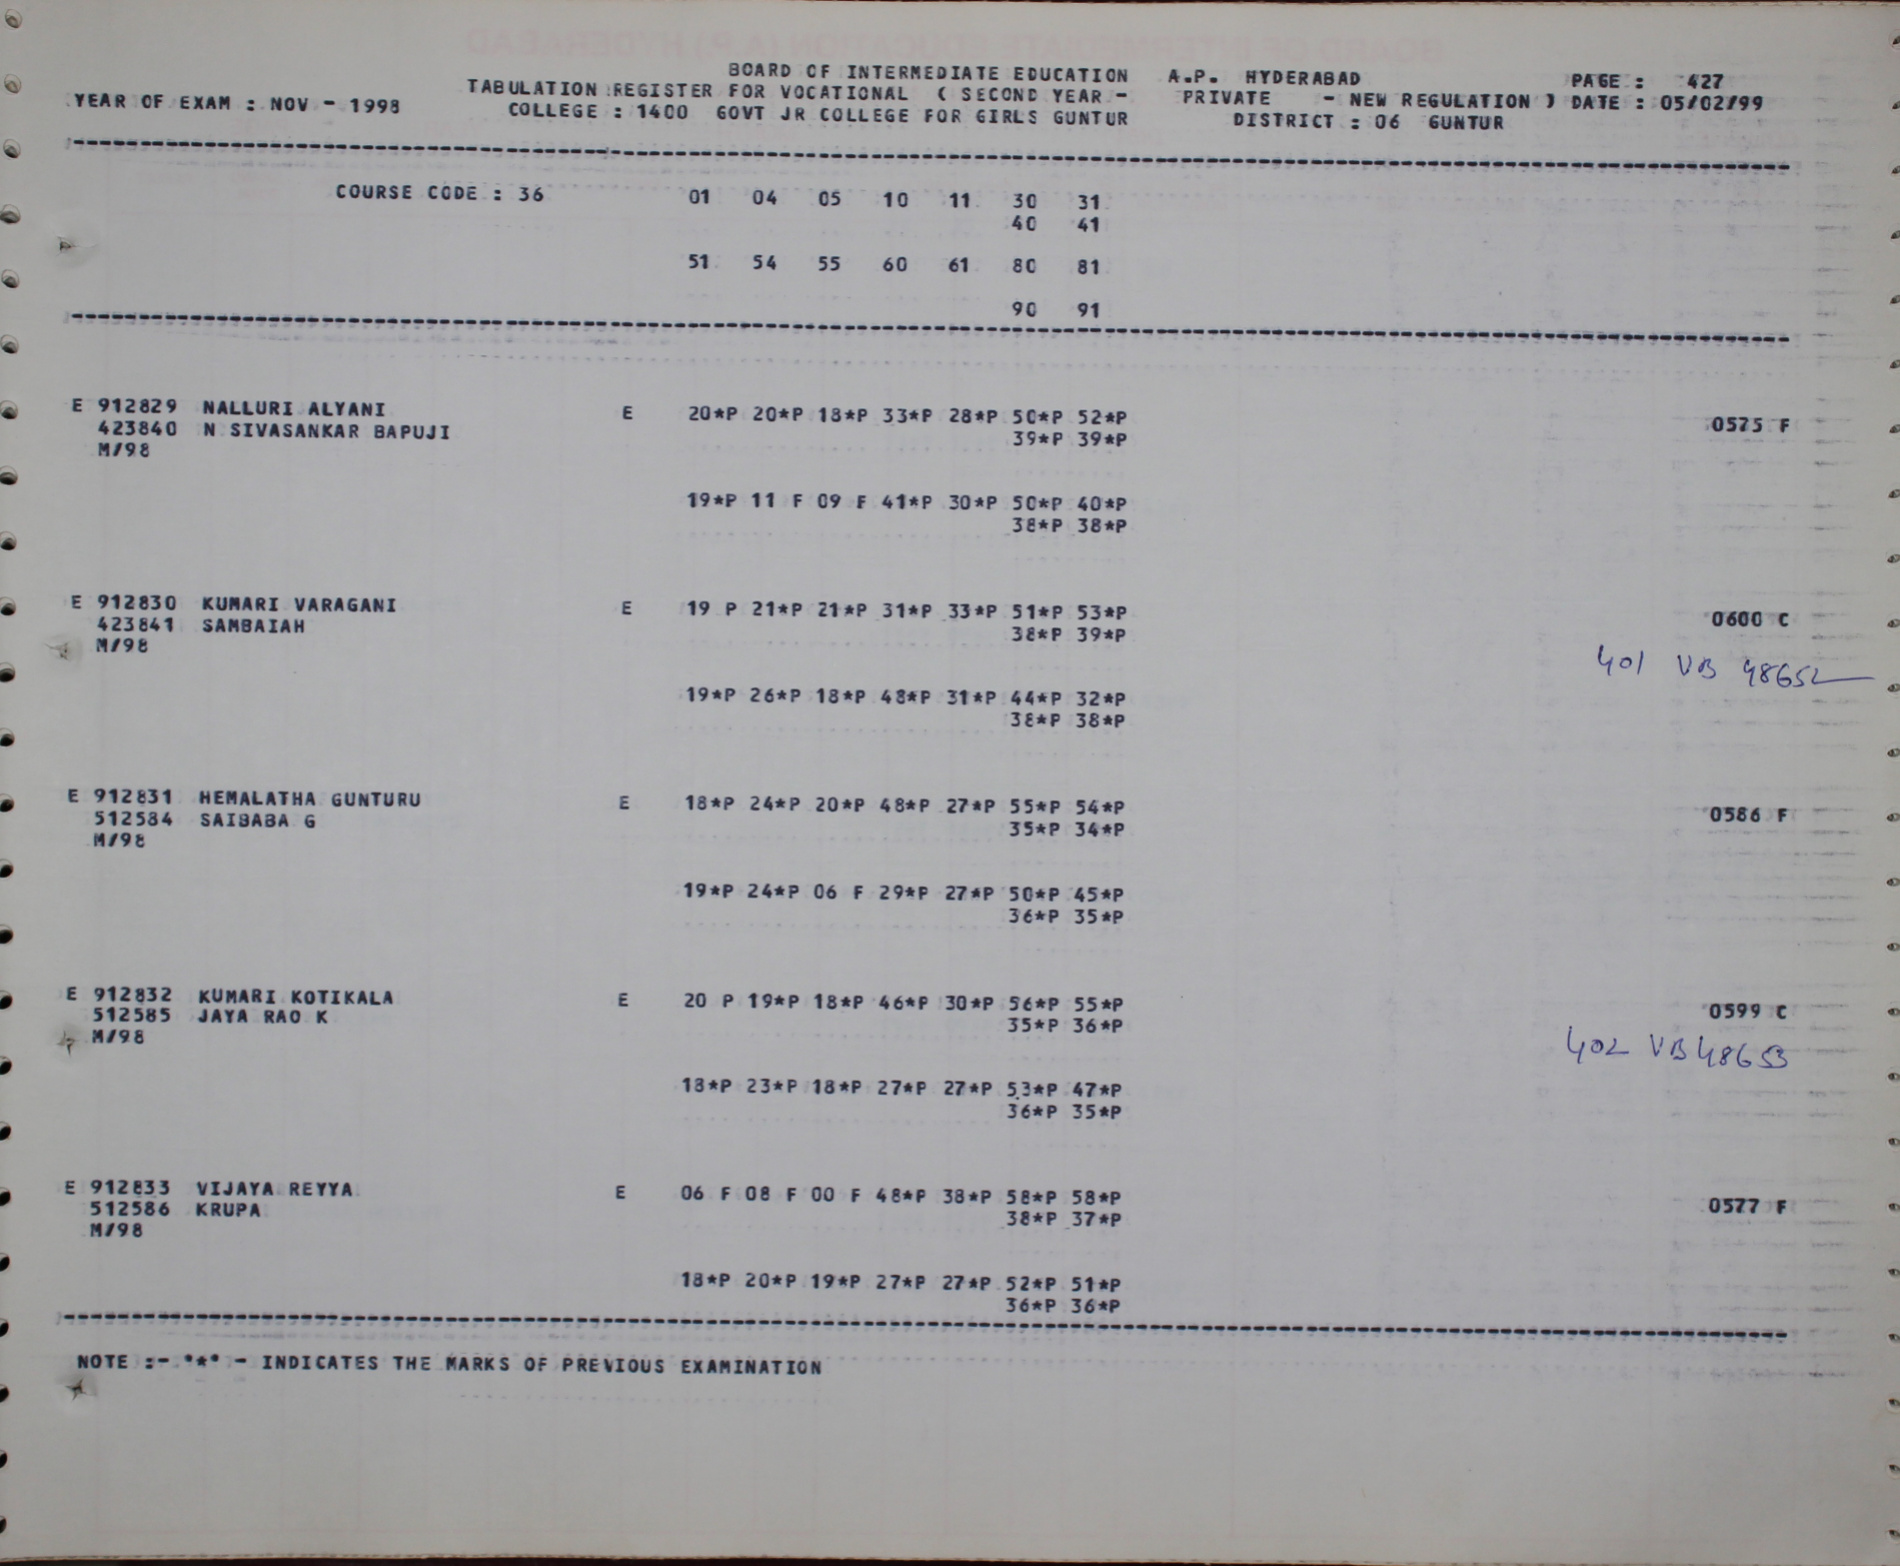 BOARD OF INTERMEDIATE EDUCATION A.P. HYDERABAD PAGE : 427
YEAR OF EXAM : NOV - 1998 TABULATION REGISTER FOR VOCATIONAL ( SECOND YEAR - PRIVATE - NEW REGULATION ) DATE : 05/02/99
COLLEGE : 1400 GOVT JR COLLEGE FOR GIRLS GUNTUR DISTRICT : 06 GUNTUR
COURSE CODE : 36 01 04 05 10 11 30 31
40 41
51 54 55 60 61 80 81
90 91
E 912829 NALLURI ALYANI E 20*P 20*P 18*P 33*P 28*P 50*P 52*P 0575 F
423840 N SIVASANKAR BAPUJI 39*P 39*P
M/98
19*P 11 F 09 F 41*P 30*P 50*P 40*P
38*P 38*P
E 912830 KUMARI VARAGANI E 19 P 21*P 21*P 31*P 33*P 51*P 53*P 0600 C
423841 SAMBAIAH 38*P 39*P
M/98
401 VB 48652
19*P 26*P 18*P 48*P 31*P 44*P 32*P
38*P 38*P
E 912831 HEMALATHA GUNTURU E 18*P 24*P 20*P 48*P 27*P 55*P 54*P 0586 F
512584 SAIBABA G 35*P 34*P
M/98
19*P 24*P 06 F 29*P 27*P 50*P 45*P
36*P 35*P
E 912832 KUMARI KOTIKALA E 20 P 19*P 18*P 46*P 30*P 56*P 55*P 0599 C
512585 JAYA RAO K 35*P 36*P
M/98
402 VB48653
18*P 23*P 18*P 27*P 27*P 53*P 47*P
36*P 35*P
E 912833 VIJAYA REYYA E 06 F 08 F 00 F 48*P 38*P 58*P 58*P 0577 F
512586 KRUPA 38*P 37*P
M/98
18*P 20*P 19*P 27*P 27*P 52*P 51*P
36*P 36*P
NOTE :- "*" - INDICATES THE MARKS OF PREVIOUS EXAMINATION